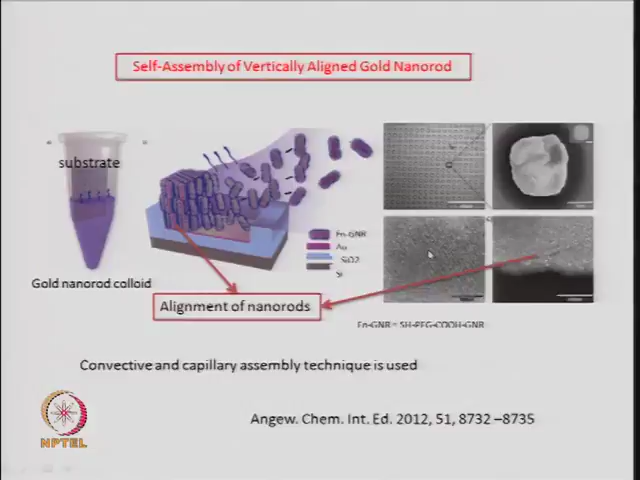 Self-Assembly of Vertically Aligned Gold Nanorod
substrate
Gold nanorod colloid
Fn-GNR
Au
SiO2
Si
Alignment of nanorods
Fn-GNR = SH-PEG-COOH-GNR
Convective and capillary assembly technique is used
Angew. Chem. Int. Ed. 2012, 51, 8732 –8735
NPTEL